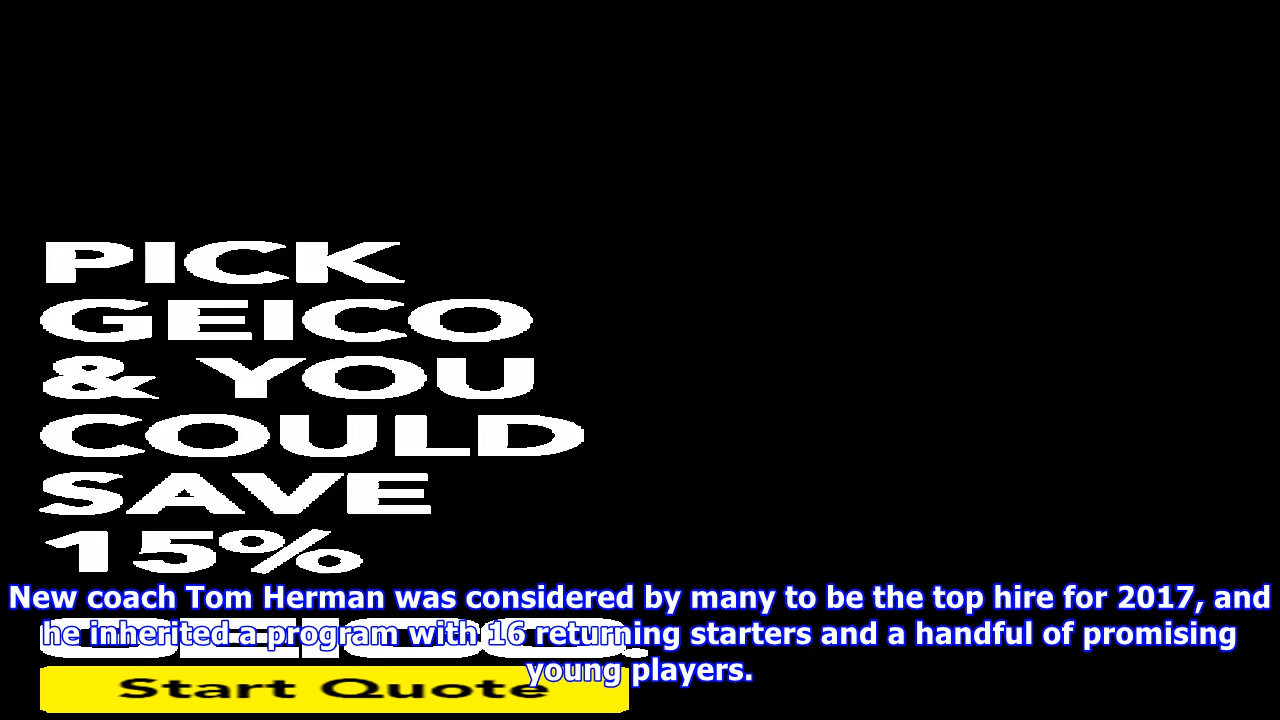 PICK
GEICO
& YOU
COULD
SAVE
15%
New coach Tom Herman was considered by many to be the top hire for 2017, and
he inherited a program with 16 returning starters and a handful of promising
young players.
Start Quote